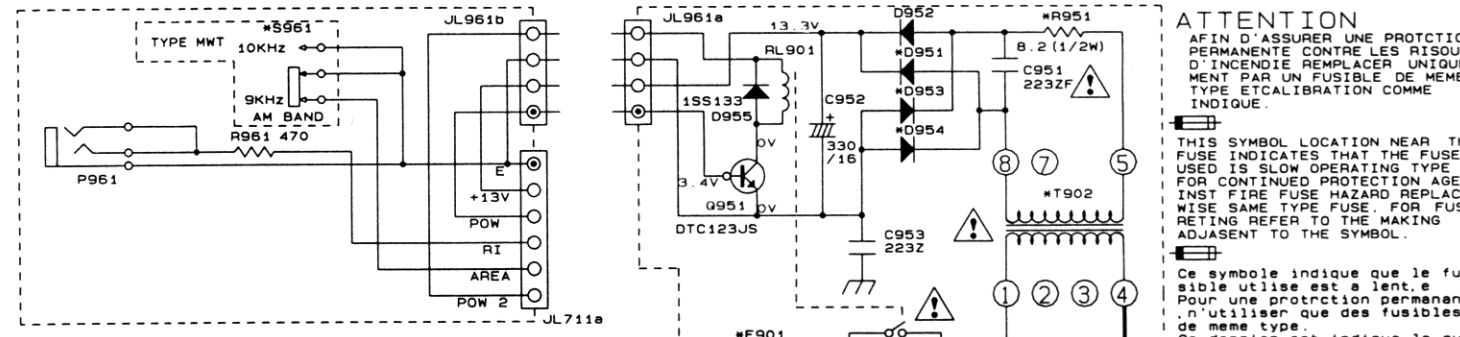 *S961
TYPE MWT
10KHz
9KHz
AM BAND
R961 470
P961
JL961b
E
+13V
POW
RI
AREA
POW 2
JL711a
JL961a
13.3V
RL901
1SS133
D955
C952
+
330
/16
0V
3.4V
Q951
0V
DTC123JS
C953
223Z
D952
*D951
*D953
*D954
*R951
8.2(1/2W)
C951
223ZF
8
7
5
*T902
1
2
3
4
ATTENTION
AFIN D'ASSURER UNE PROTCTIO
PERMANENTE CONTRE LES RISQU
D'INCENDIE REMPLACER UNIQU
MENT PAR UN FUSIBLE DE MEME
TYPE ETCALIBRATION COMME
INDIQUE.
THIS SYMBOL LOCATION NEAR TH
FUSE INDICATES THAT THE FUSE
USED IS SLOW OPERATING TYPE
FOR CONTINUED PROTECTION AGE
INST FIRE FUSE HAZARD REPLAC
WISE SAME TYPE FUSE. FOR FUS
RETING REFER TO THE MAKING
ADJASENT TO THE SYMBOL.
Ce symbole indique que le fu
sible utlise est a lent,e
Pour une protrction permanan
,n'utiliser que des fusibles
de meme type.